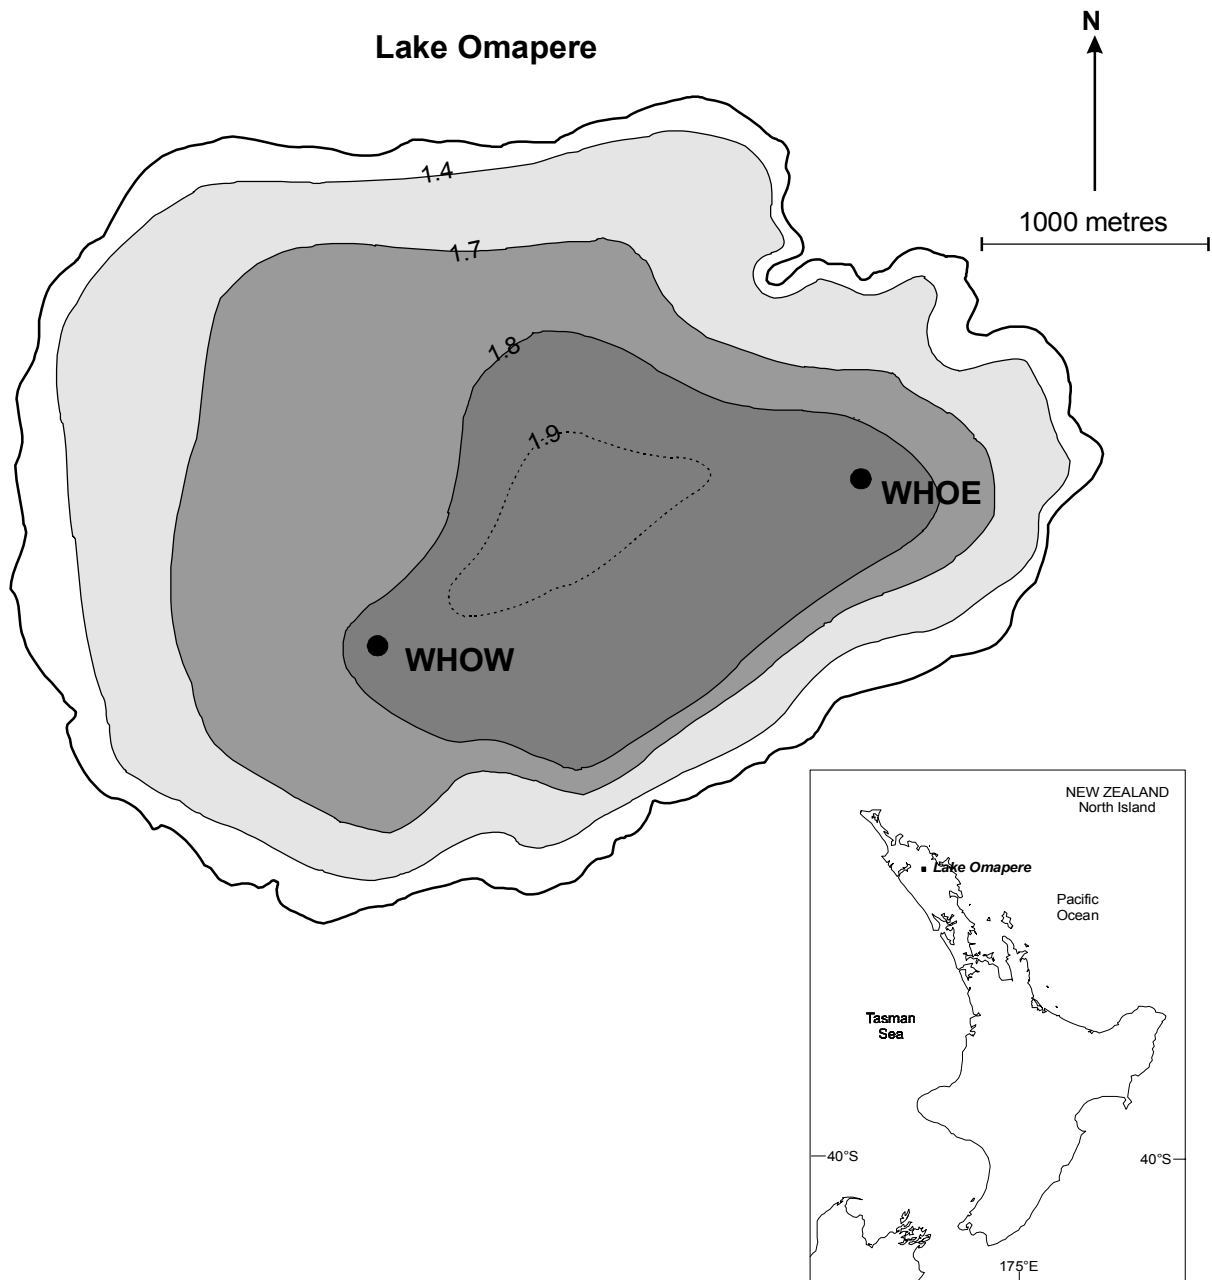 Lake Omapere
N
1000 metres
1.4
1.7
1.8
1.9
WHOE
WHOW
NEW ZEALAND
North Island
Lake Omapere
Pacific
Ocean
Tasman
Sea
40°S
40°S
175°E